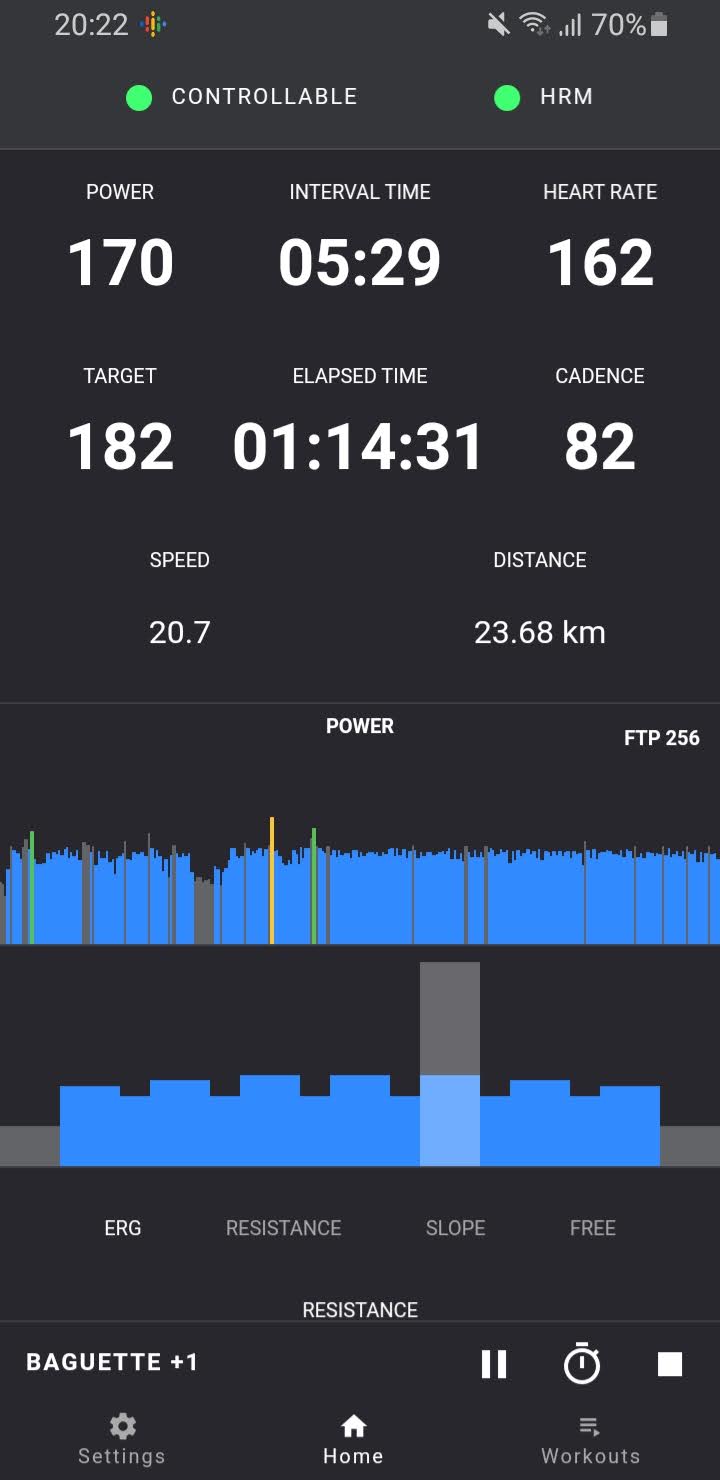 20:22 70%
CONTROLLABLE HRM
POWER INTERVAL TIME HEART RATE
170 05:29 162
TARGET ELAPSED TIME CADENCE
182 01:14:31 82
SPEED DISTANCE
20.7 23.68 km
POWER
FTP 256
ERG RESISTANCE SLOPE FREE
RESISTANCE
BAGUETTE +1
Settings Home Workouts